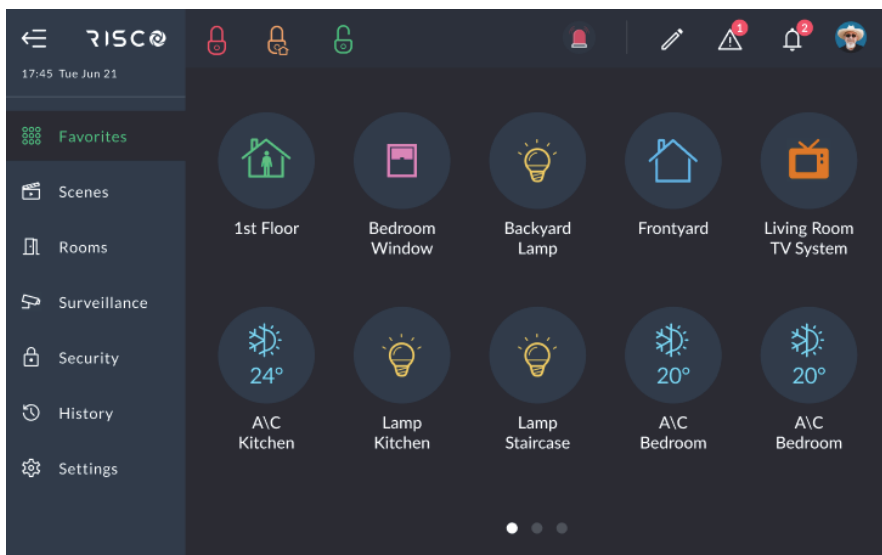 RISCO
17:45 Tue Jun 21
1
2
Favorites
Scenes
Rooms
Surveillance
Security
History
Settings
1st Floor
Bedroom
Window
Backyard
Lamp
Frontyard
Living Room
TV System
24°
A\C
Kitchen
Lamp
Kitchen
Lamp
Staircase
20°
A\C
Bedroom
20°
A\C
Bedroom